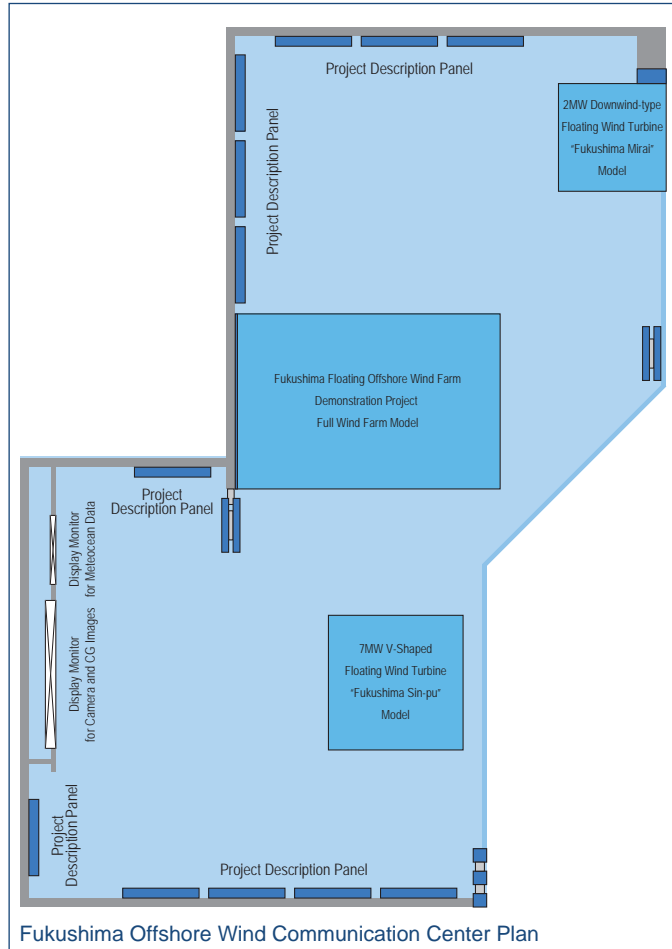 Project Description Panel
2MW Downwind-type
Floating Wind Turbine
"Fukushima Mirai"
Model
Project Description Panel
Fukushima Floating Offshore Wind Farm
Demonstration Project
Full Wind Farm Model
Project
Description Panel
Display Monitor
for Meteocean Data
Display Monitor
for Camera and CG Images
7MW V-Shaped
Floating Wind Turbine
"Fukushima Sin-pu"
Model
Project
Description Panel
Project Description Panel
Fukushima Offshore Wind Communication Center Plan